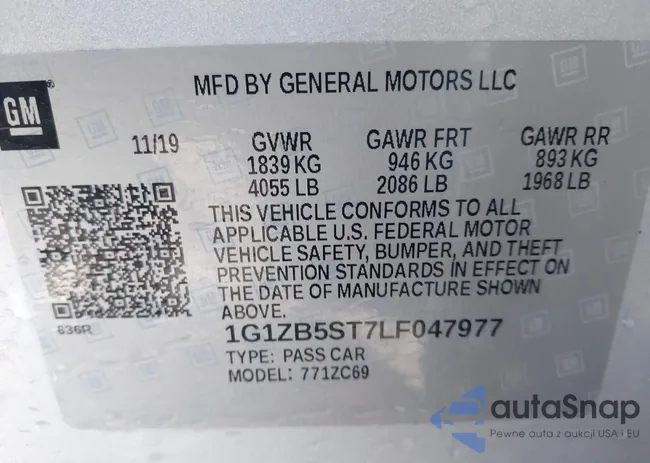 MFD BY GENERAL MOTORS LLC
GM
11/19 GVWR GAWR FRT GAWR RR
1839 KG 946 KG 893 KG
4055 LB 2086 LB 1968 LB
THIS VEHICLE CONFORMS TO ALL
APPLICABLE U.S. FEDERAL MOTOR
VEHICLE SAFETY, BUMPER, AND THEFT
PREVENTION STANDARDS IN EFFECT ON
THE DATE OF MANUFACTURE SHOWN
ABOVE.
836R
1G1ZB5ST7LF047977
TYPE: PASS CAR
MODEL: 771ZC69
autaSnap
Pewne auta z aukcji USA i EU